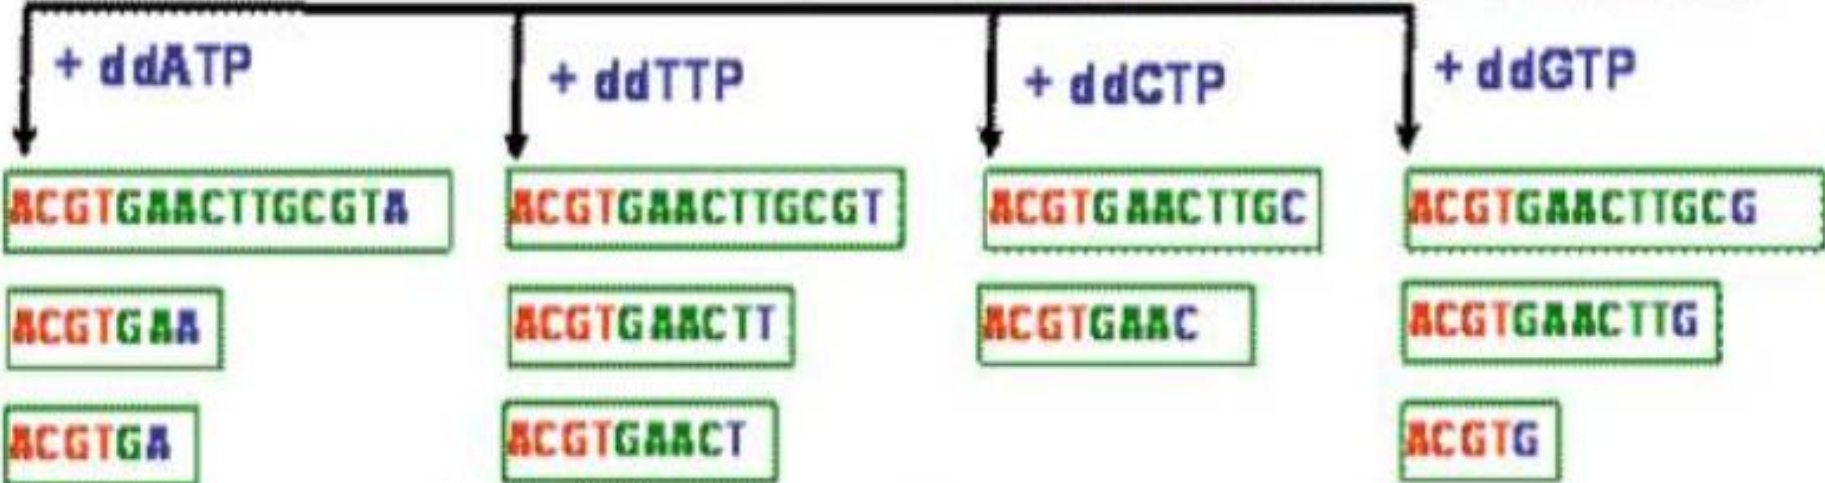 + ddATP
+ ddTTP
+ ddCTP
+ ddGTP
ACGTGAACTTGCGTA
ACGTGAACTTGCGT
ACGTGAACTTGC
ACGTGAACTTGCG
ACGTGAA
ACGTGAACTT
ACGTGAAC
ACGTGAACTTG
ACGTGA
ACGTGAACT
ACGTG